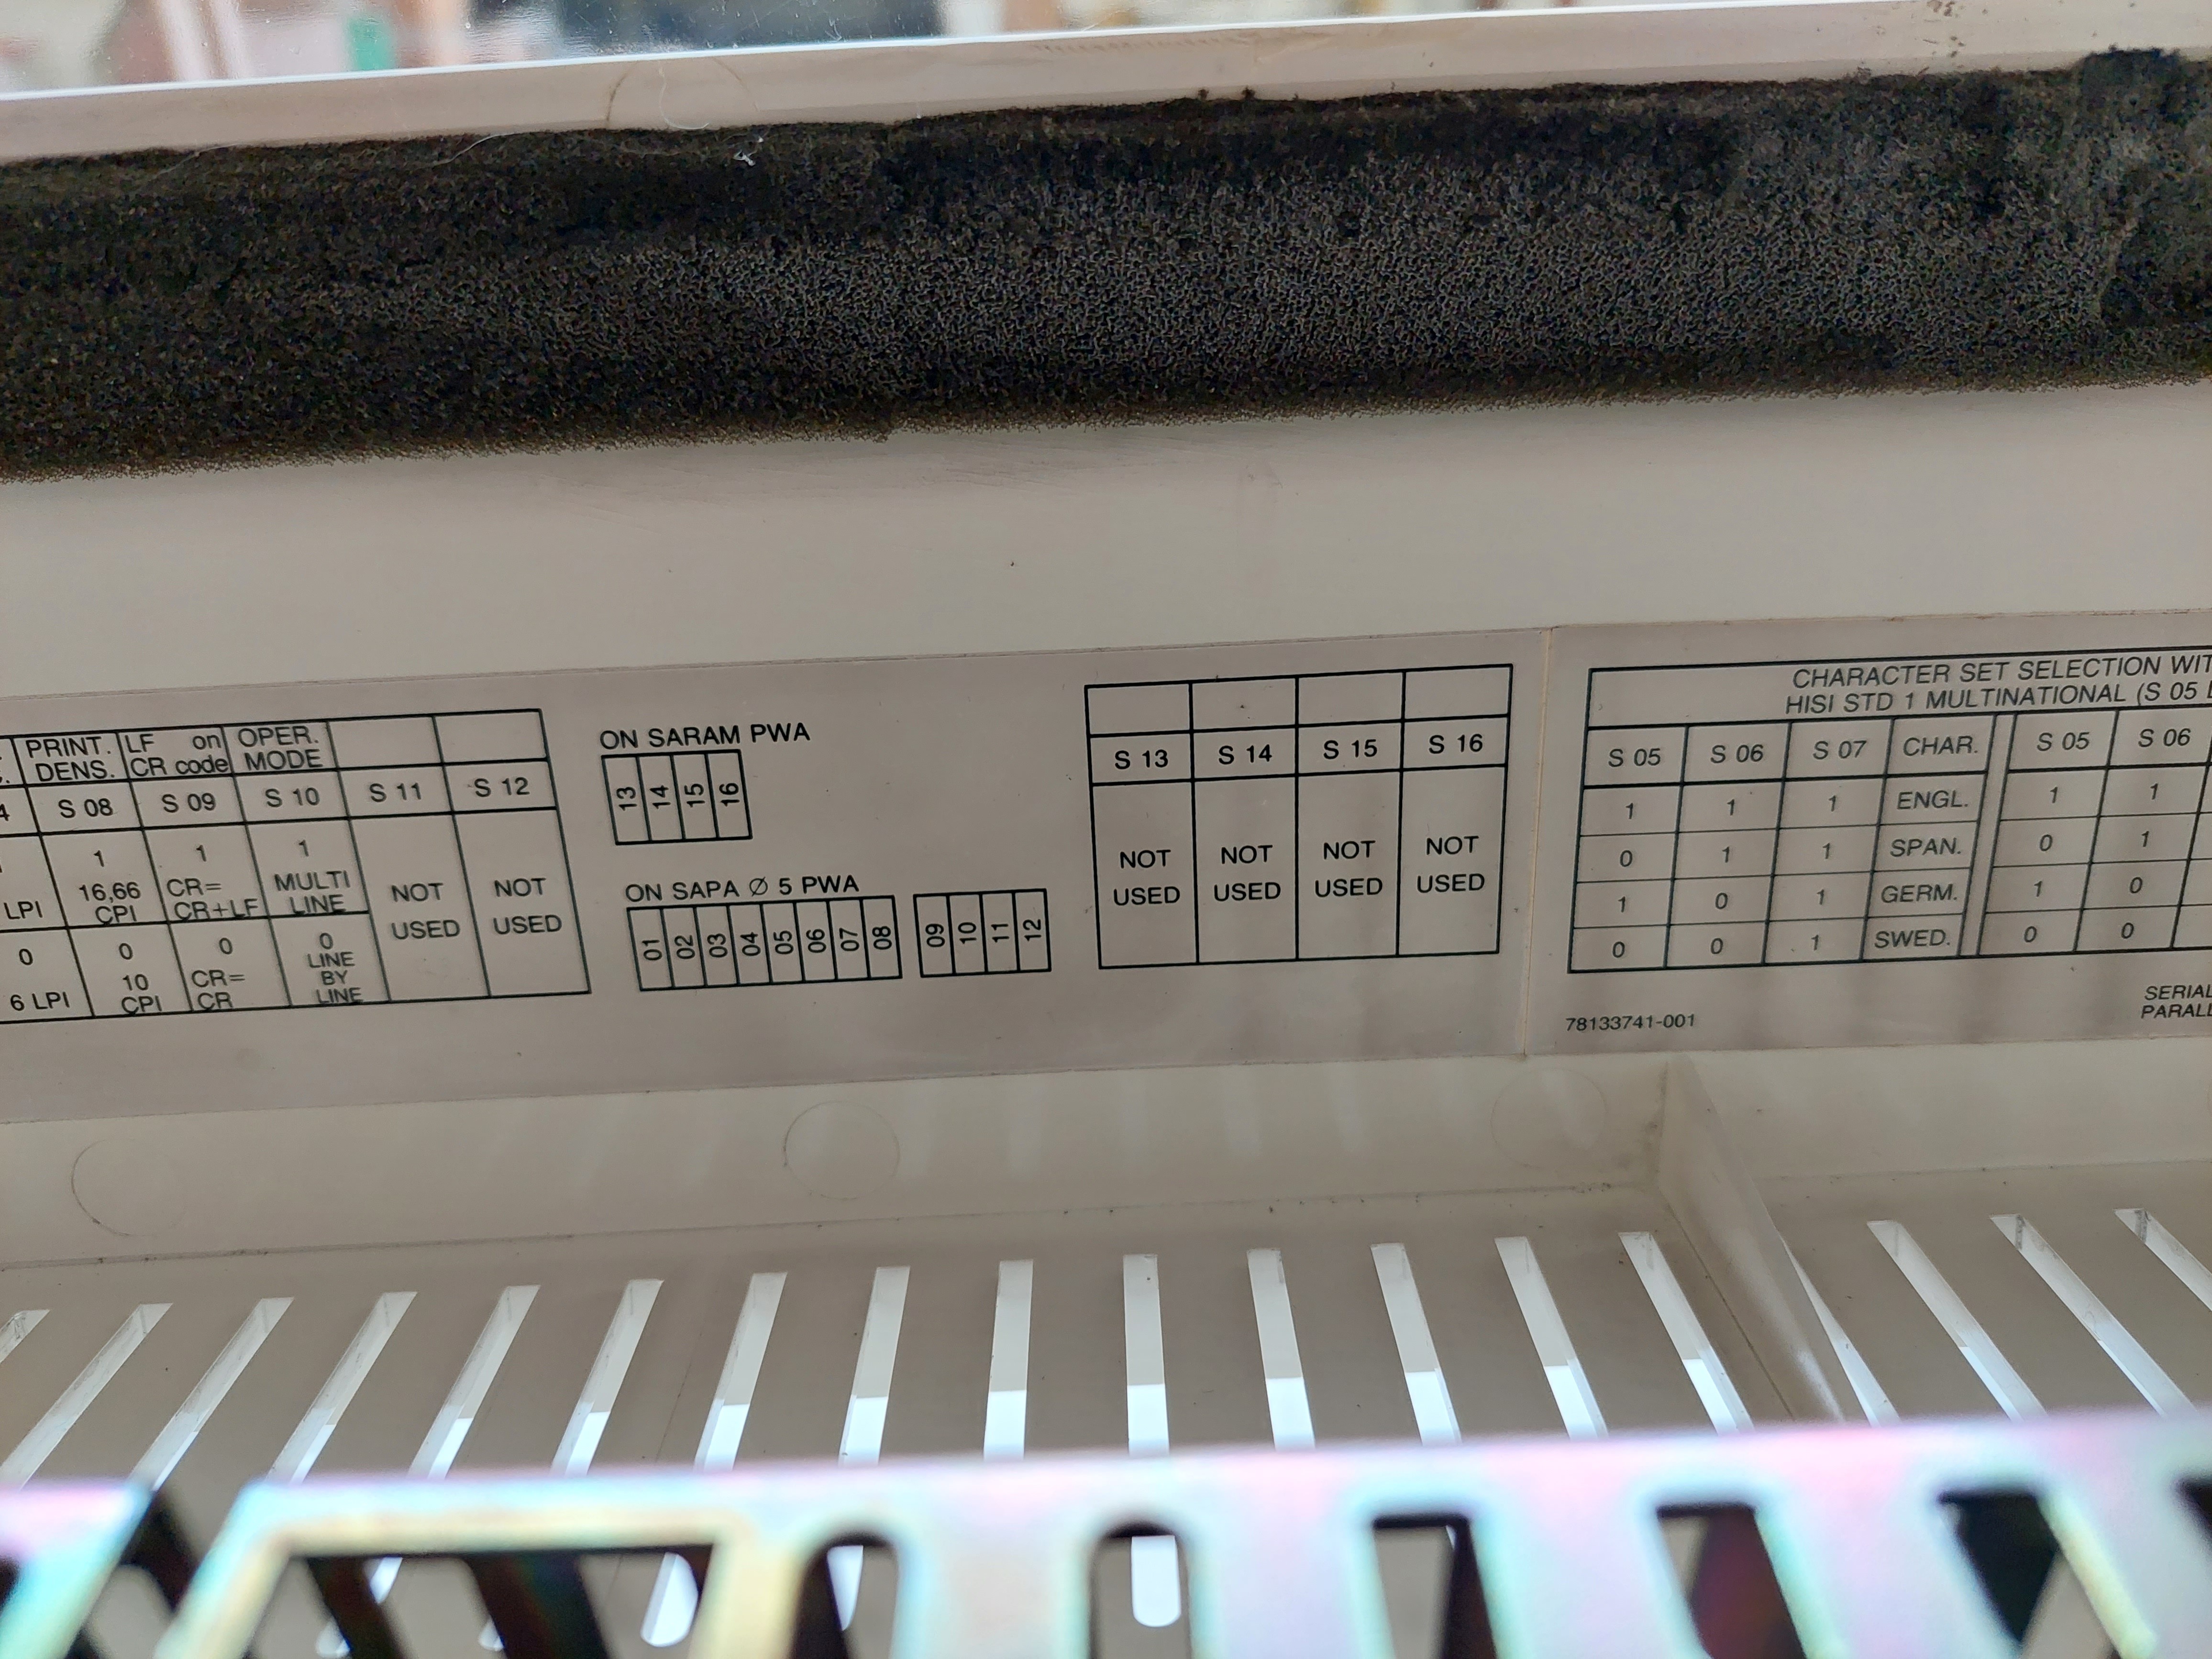 PRINT. LF on OPER.
DENS. CR code MODE
4 S 08 S 09 S 10 S 11 S 12
1 1 1
LPI 16,66 CR= MULTI NOT NOT
CPI CR+LF LINE USED USED
0 0 0 0
6 LPI 10 CR= LINE
CPI CR BY
LINE
ON SARAM PWA
13 14 15 16
ON SAPA Ø 5 PWA
01 02 03 04 05 06 07 08 09 10 11 12
S 13 S 14 S 15 S 16
NOT NOT NOT NOT
USED USED USED USED
CHARACTER SET SELECTION WIT
HISI STD 1 MULTINATIONAL (S 05
S 05 S 06 S 07 CHAR. S 05 S 06
1 1 1 ENGL. 1 1
0 1 1 SPAN. 0 1
1 0 1 GERM. 1 0
0 0 1 SWED. 0 0
78133741-001
SERIAL
PARALL